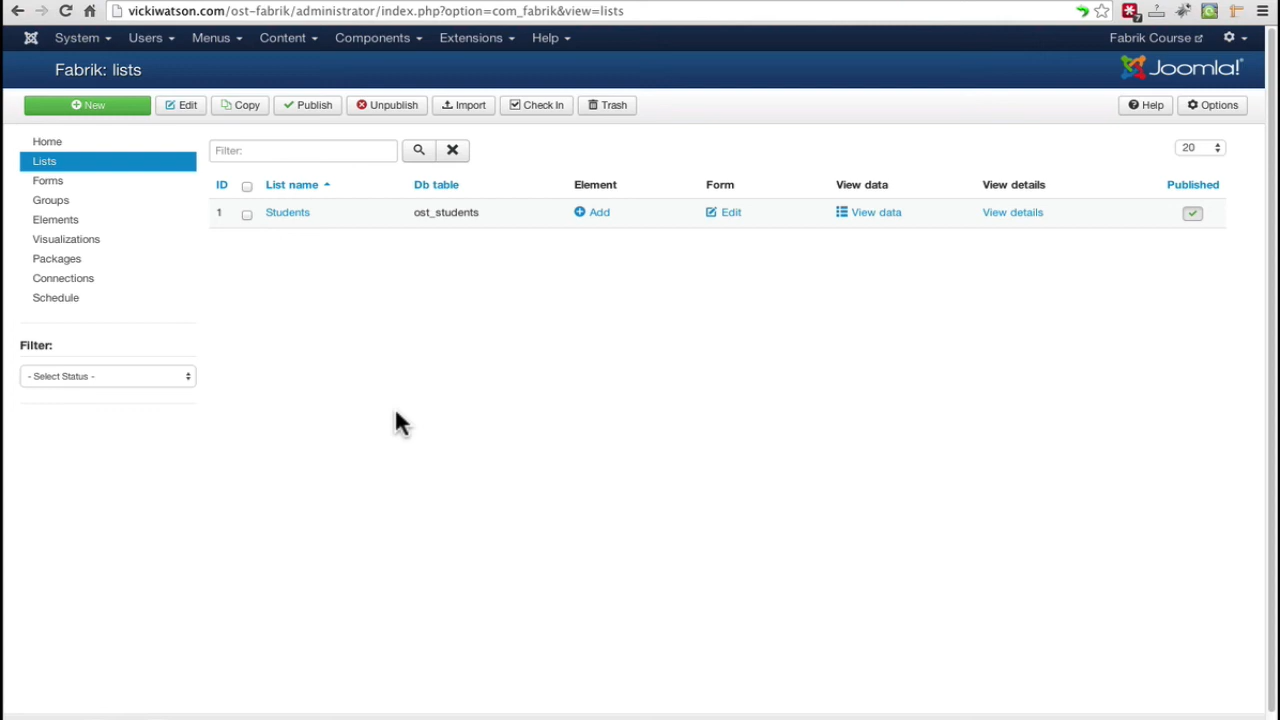 vickiwatson.com/ost-fabrik/administrator/index.php?option=com_fabrik&view=lists
System Users Menus Content Components Extensions Help Fabrik Course
Fabrik: lists Joomla!
New Edit Copy Publish Unpublish Import Check In Trash Help Options
Home
Lists
Forms
Groups
Elements
Visualizations
Packages
Connections
Schedule
Filter:
- Select Status -
Filter: 20
ID List name Db table Element Form View data View details Published
1 Students ost_students Add Edit View data View details